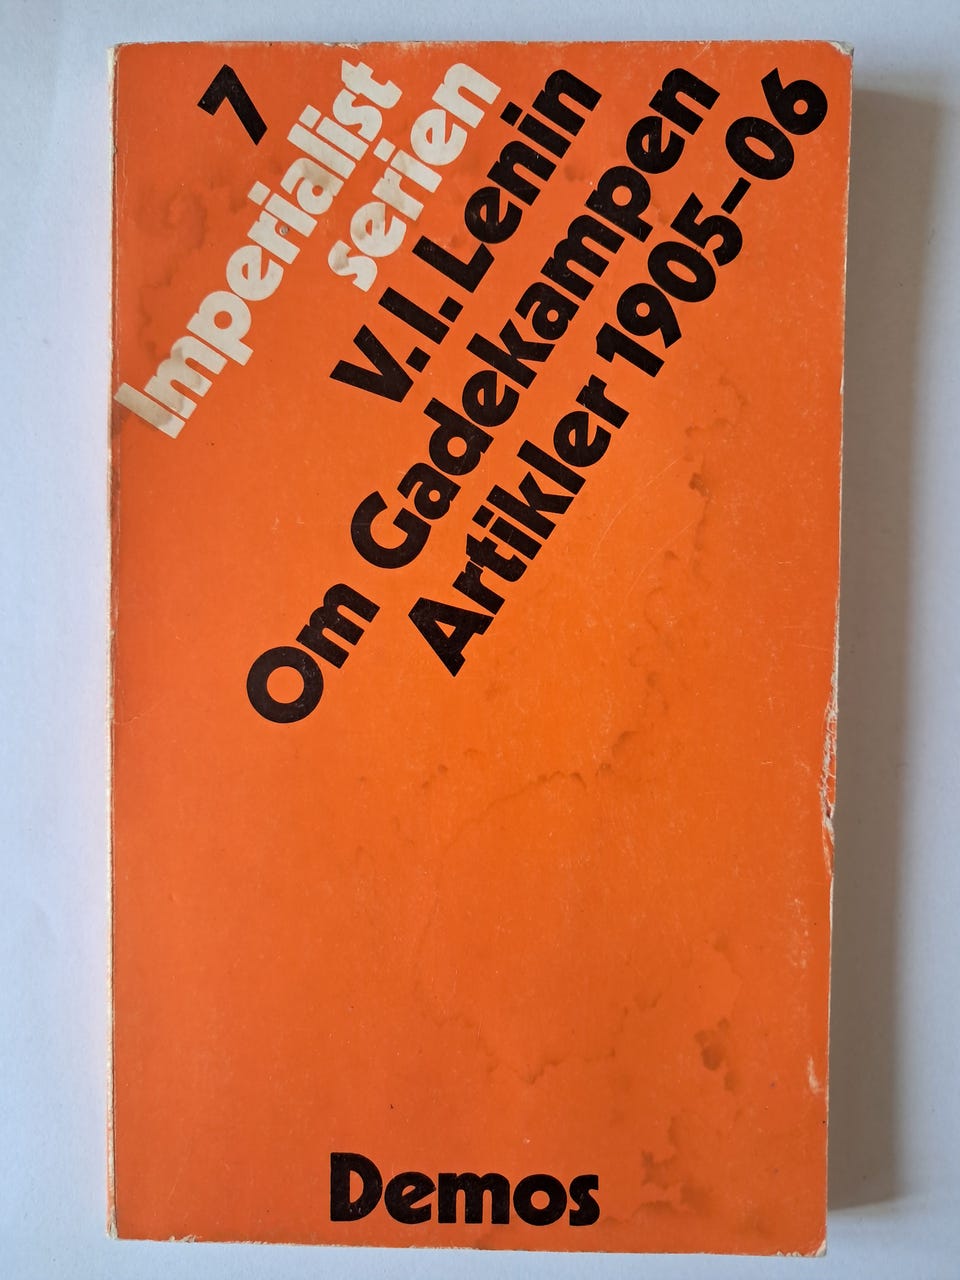 7
Imperialist
serien
V.I. Lenin
Om Gadekampen
Artikler 1905–06
Demos